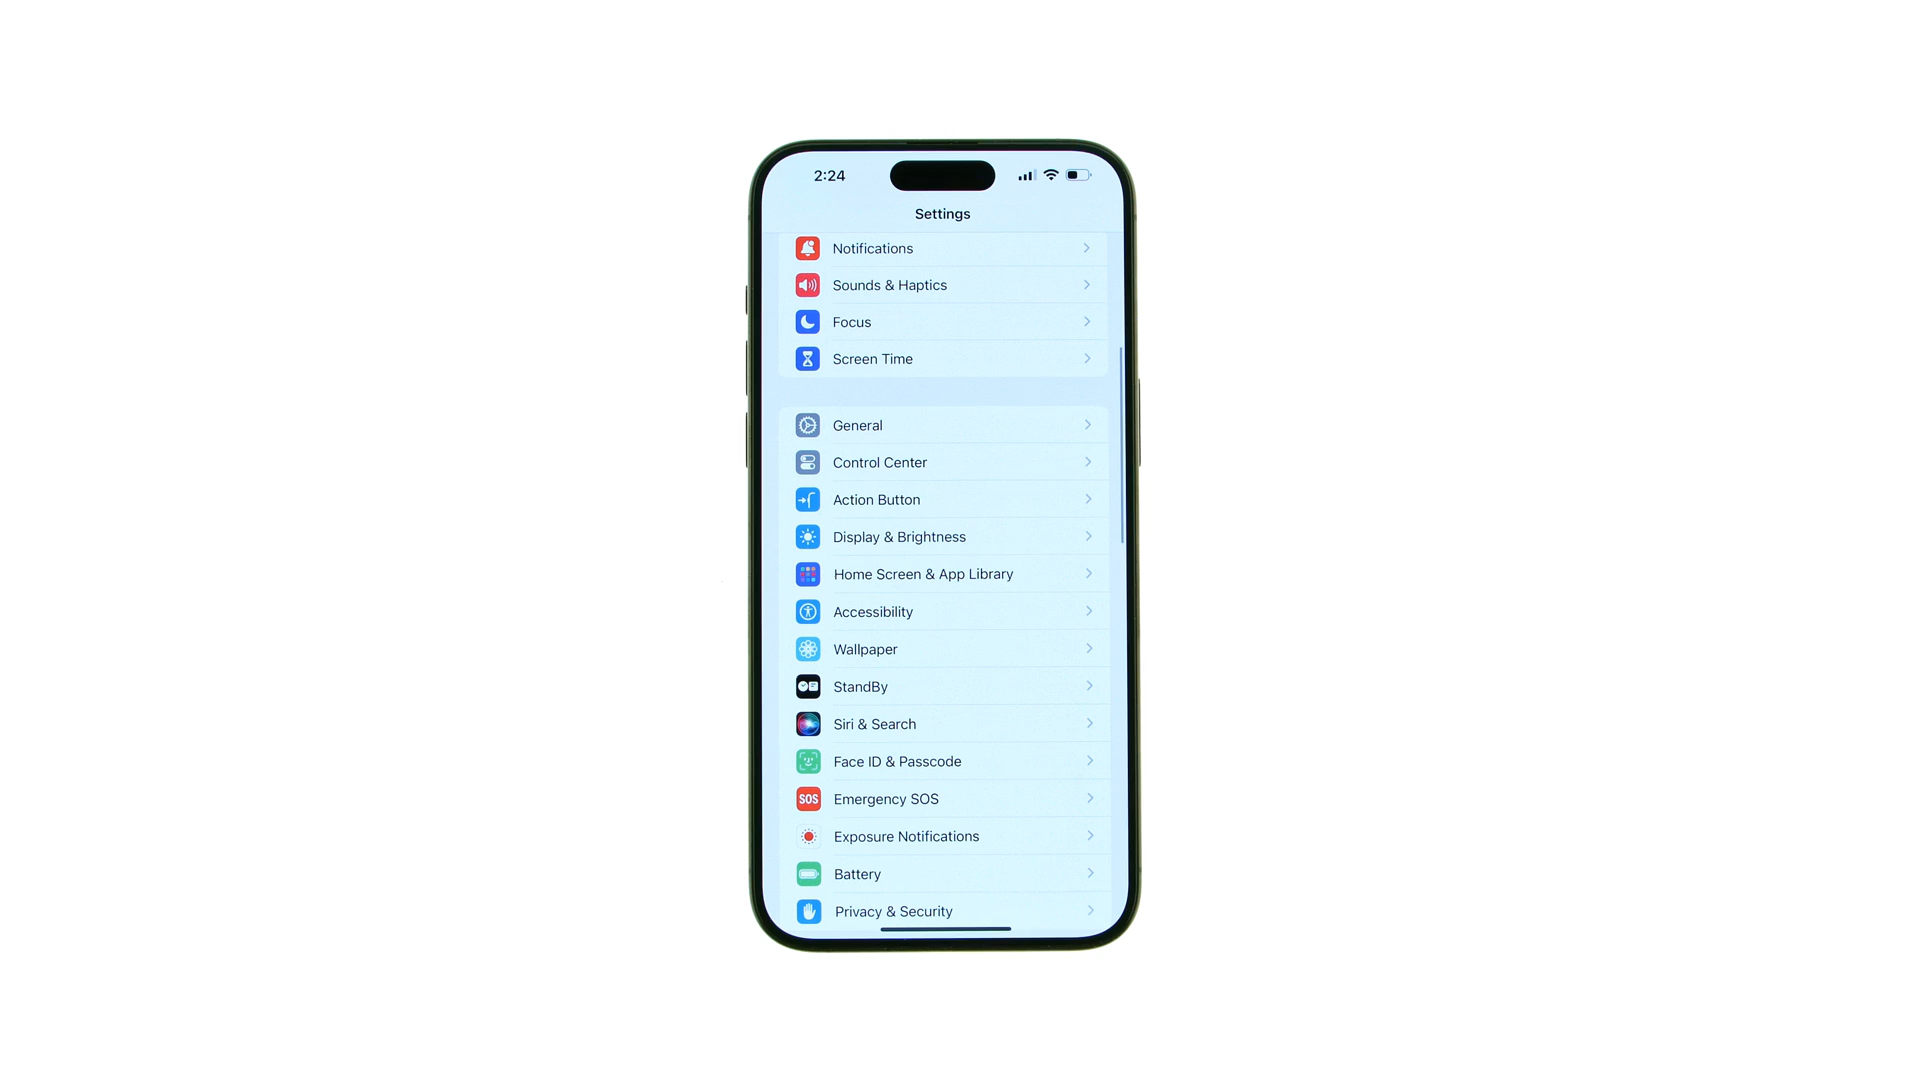 2:24
Settings
Notifications
Sounds & Haptics
Focus
Screen Time
General
Control Center
Action Button
Display & Brightness
Home Screen & App Library
Accessibility
Wallpaper
StandBy
Siri & Search
Face ID & Passcode
SOS Emergency SOS
Exposure Notifications
Battery
Privacy & Security